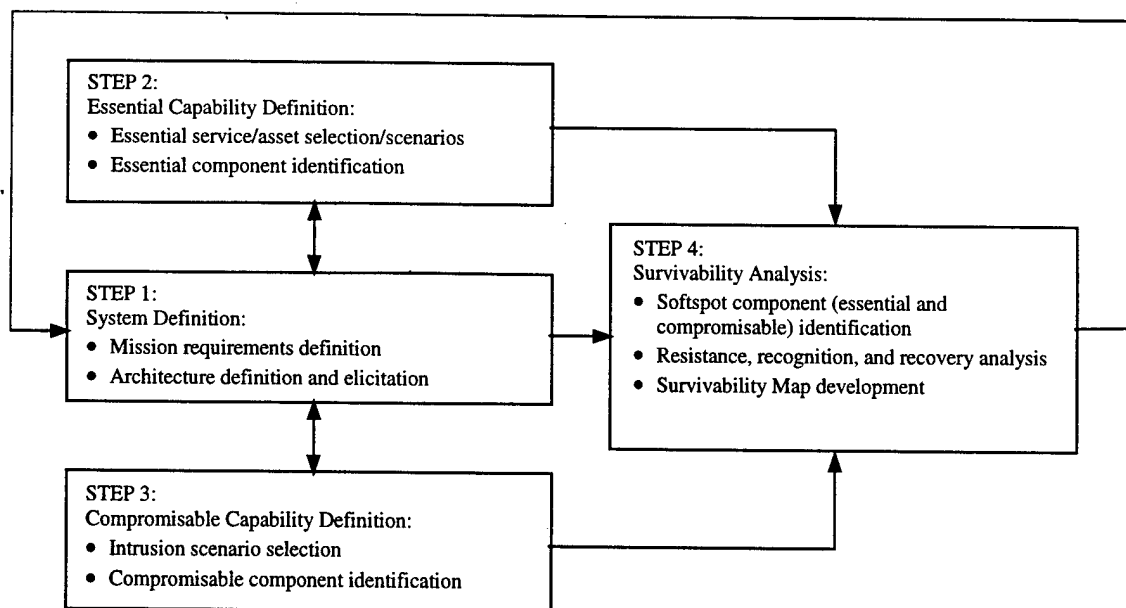 STEP 2:
Essential Capability Definition:
• Essential service/asset selection/scenarios
• Essential component identification
STEP 1:
System Definition:
• Mission requirements definition
• Architecture definition and elicitation
STEP 3:
Compromisable Capability Definition:
• Intrusion scenario selection
• Compromisable component identification
STEP 4:
Survivability Analysis:
• Softspot component (essential and
compromisable) identification
• Resistance, recognition, and recovery analysis
• Survivability Map development